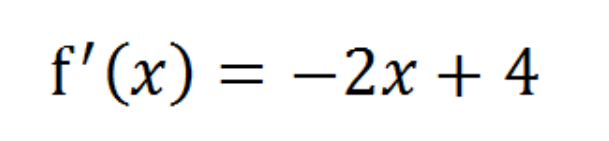 f′(x) = −2x + 4